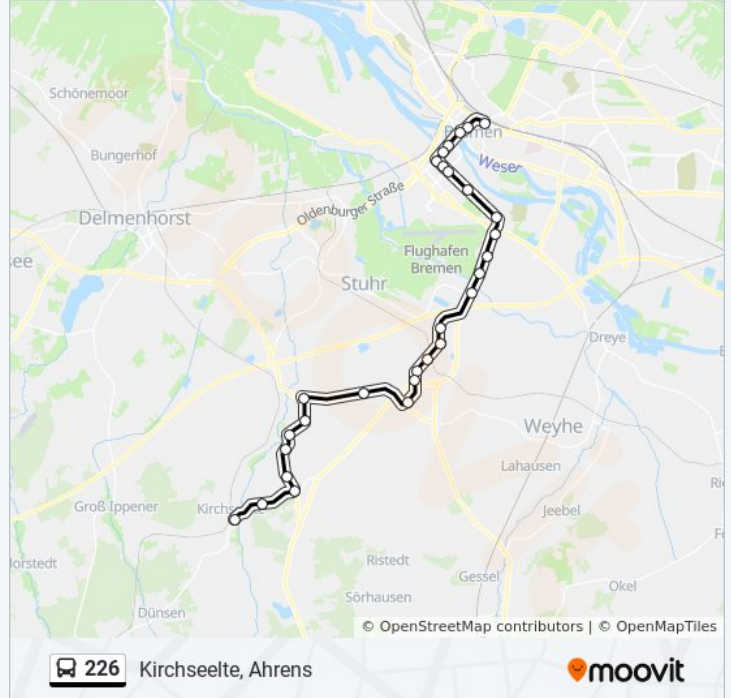 Schönemoor
Bremen
Bungerhof
Weser
Oldenburger Straße
Delmenhorst
Flughafen
Bremen
Stuhr
Dreye
Weyhe
Lahausen
Groß Ippener
Jeebel
Ristedt
Gessel
Okel
Sörhausen
Dünsen
© OpenStreetMap contributors | © OpenMapTiles
226 Kirchseelte, Ahrens
moovit